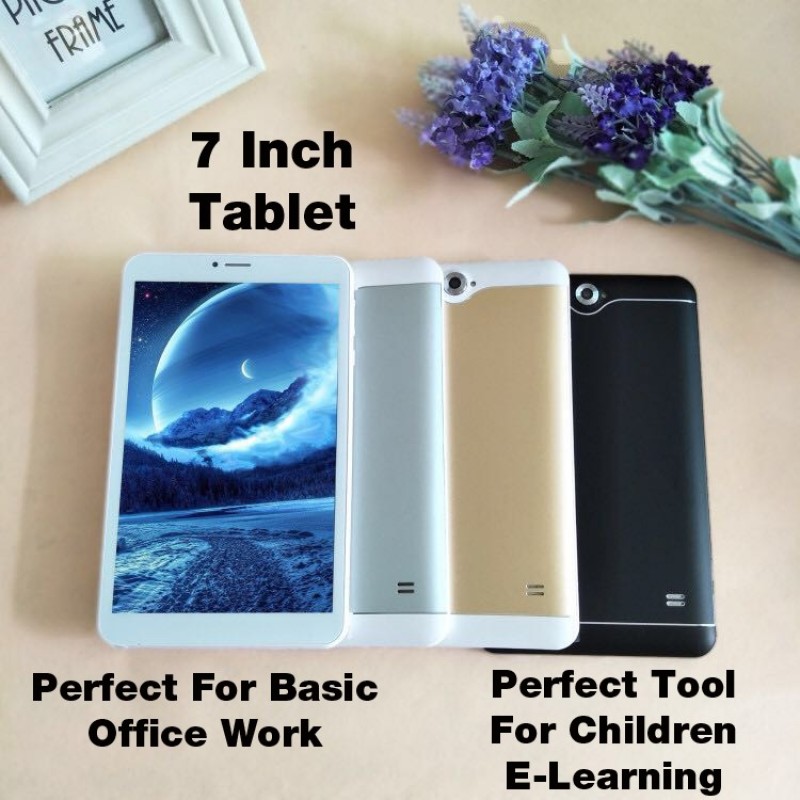 FRAME
7 Inch
Tablet
Perfect For Basic
Office Work
Perfect Tool
For Children
E-Learning